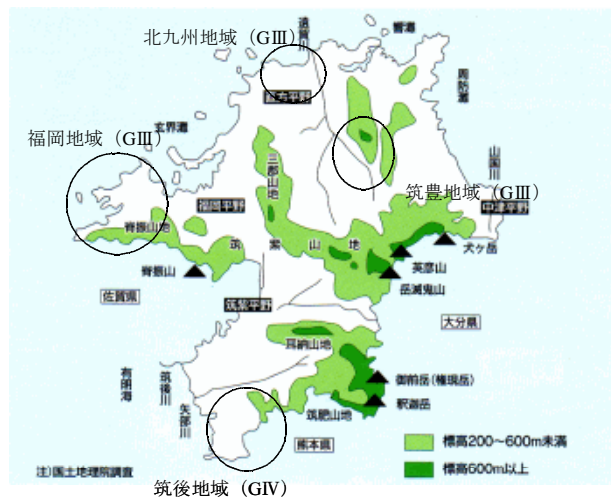 北九州地域（GⅢ）
遠賀川
響灘
周防灘
直方平野
玄界灘
福岡地域（GⅢ）
山国川
三郡山地
筑豊地域（GⅢ）
福岡平野
中津平野
脊振山地
筑紫山地
犬ヶ岳
脊振山
英彦山
佐賀県
岳滅鬼山
筑紫平野
大分県
耳納山地
有明海
筑後川
御前岳(権現岳)
矢部川
釈迦岳
筑肥山地
熊本県
標高200～600m未満
標高600m以上
注)国土地理院調査
筑後地域（GⅣ）